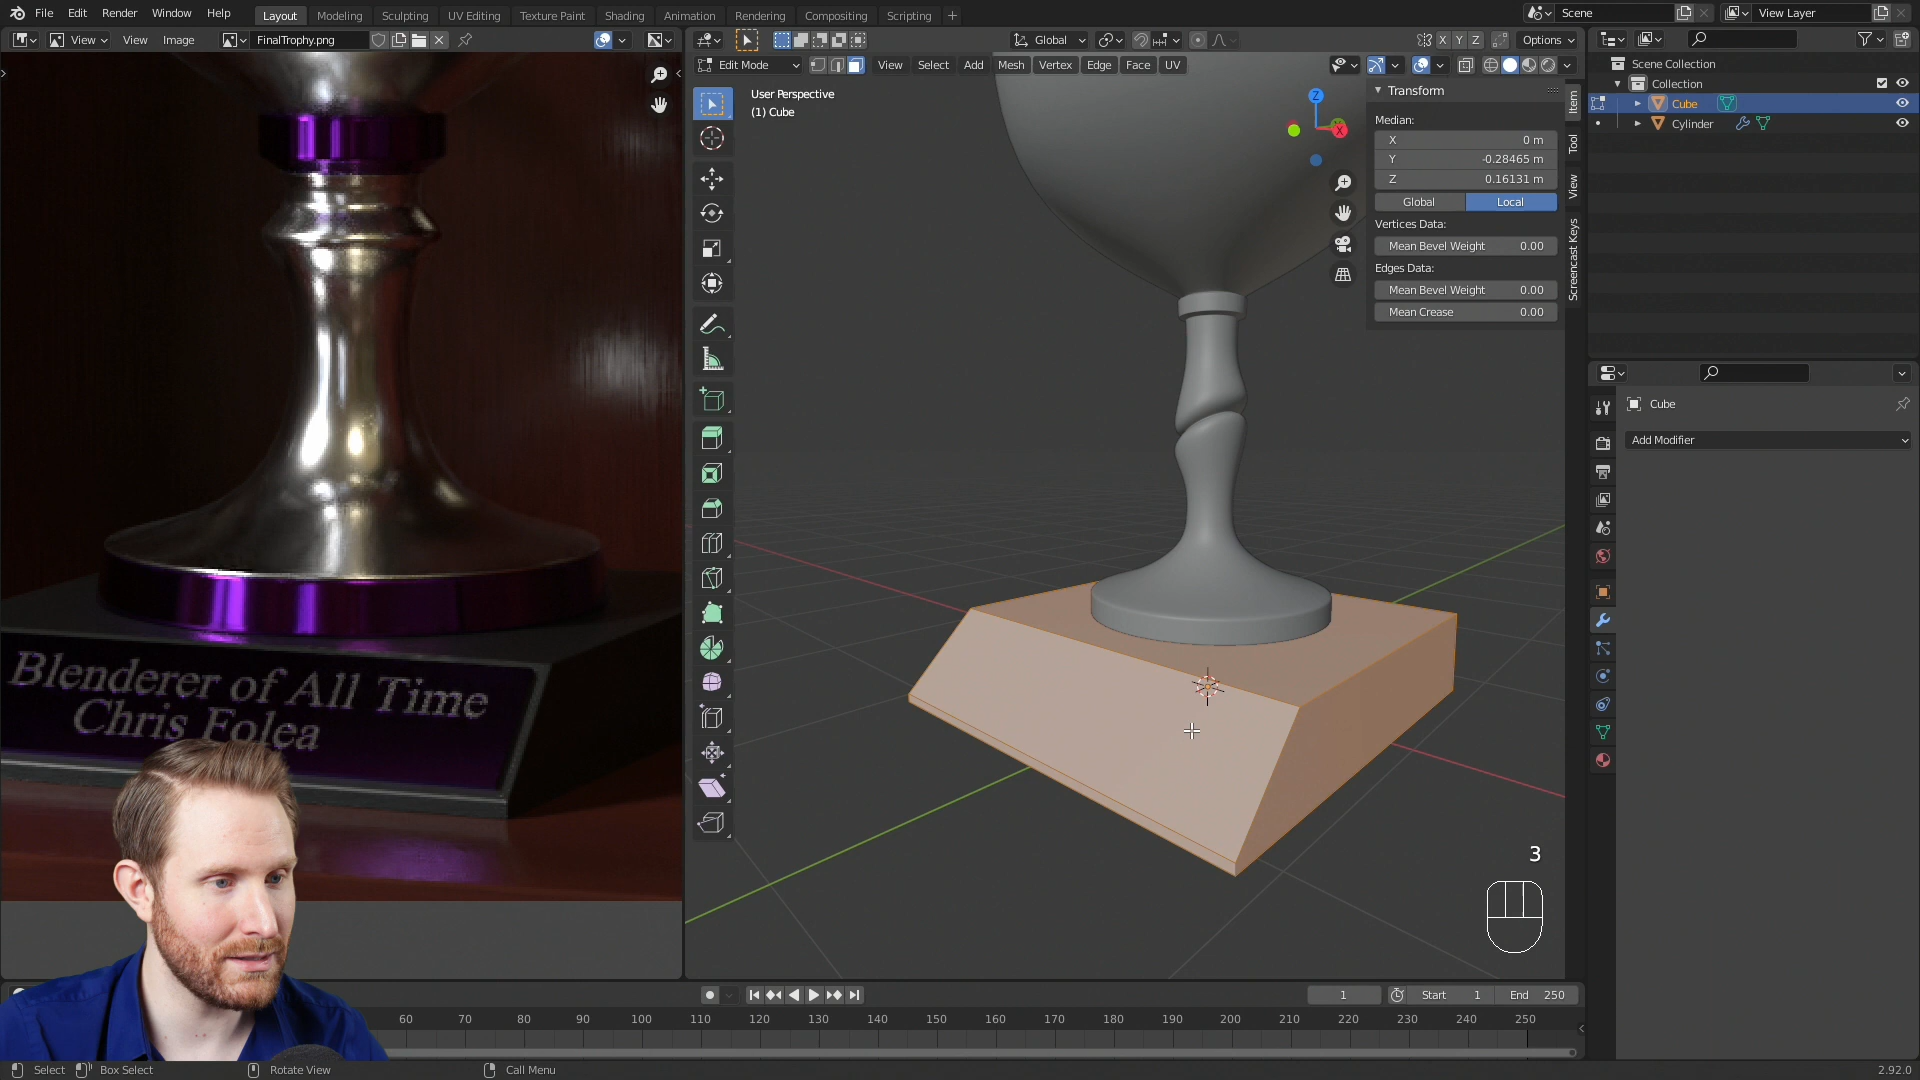 File Edit Render Window Help Layout Modeling Sculpting UV Editing Texture Paint Shading Animation Rendering Compositing Scripting + Scene View Layer
View View Image FinalTrophy.png Global X Y Z Options
Edit Mode View Select Add Mesh Vertex Edge Face UV
User Perspective
(1) Cube
Z
X
Transform
Median:
X 0 m
Y -0.28465 m
Z 0.16131 m
Global Local
Vertices Data:
Mean Bevel Weight 0.00
Edges Data:
Mean Bevel Weight 0.00
Mean Crease 0.00
Item
Tool
View
Screencast Keys
Scene Collection
Collection
Cube
Cylinder
Cube
Add Modifier
Blenderer of All Time
Chris Folea
3
1 Start 1 End 250
60 70 80 90 100 110 120 130 140 150 160 170 180 190 200 210 220 230 240 250
Select Box Select Rotate View Call Menu 2.92.0